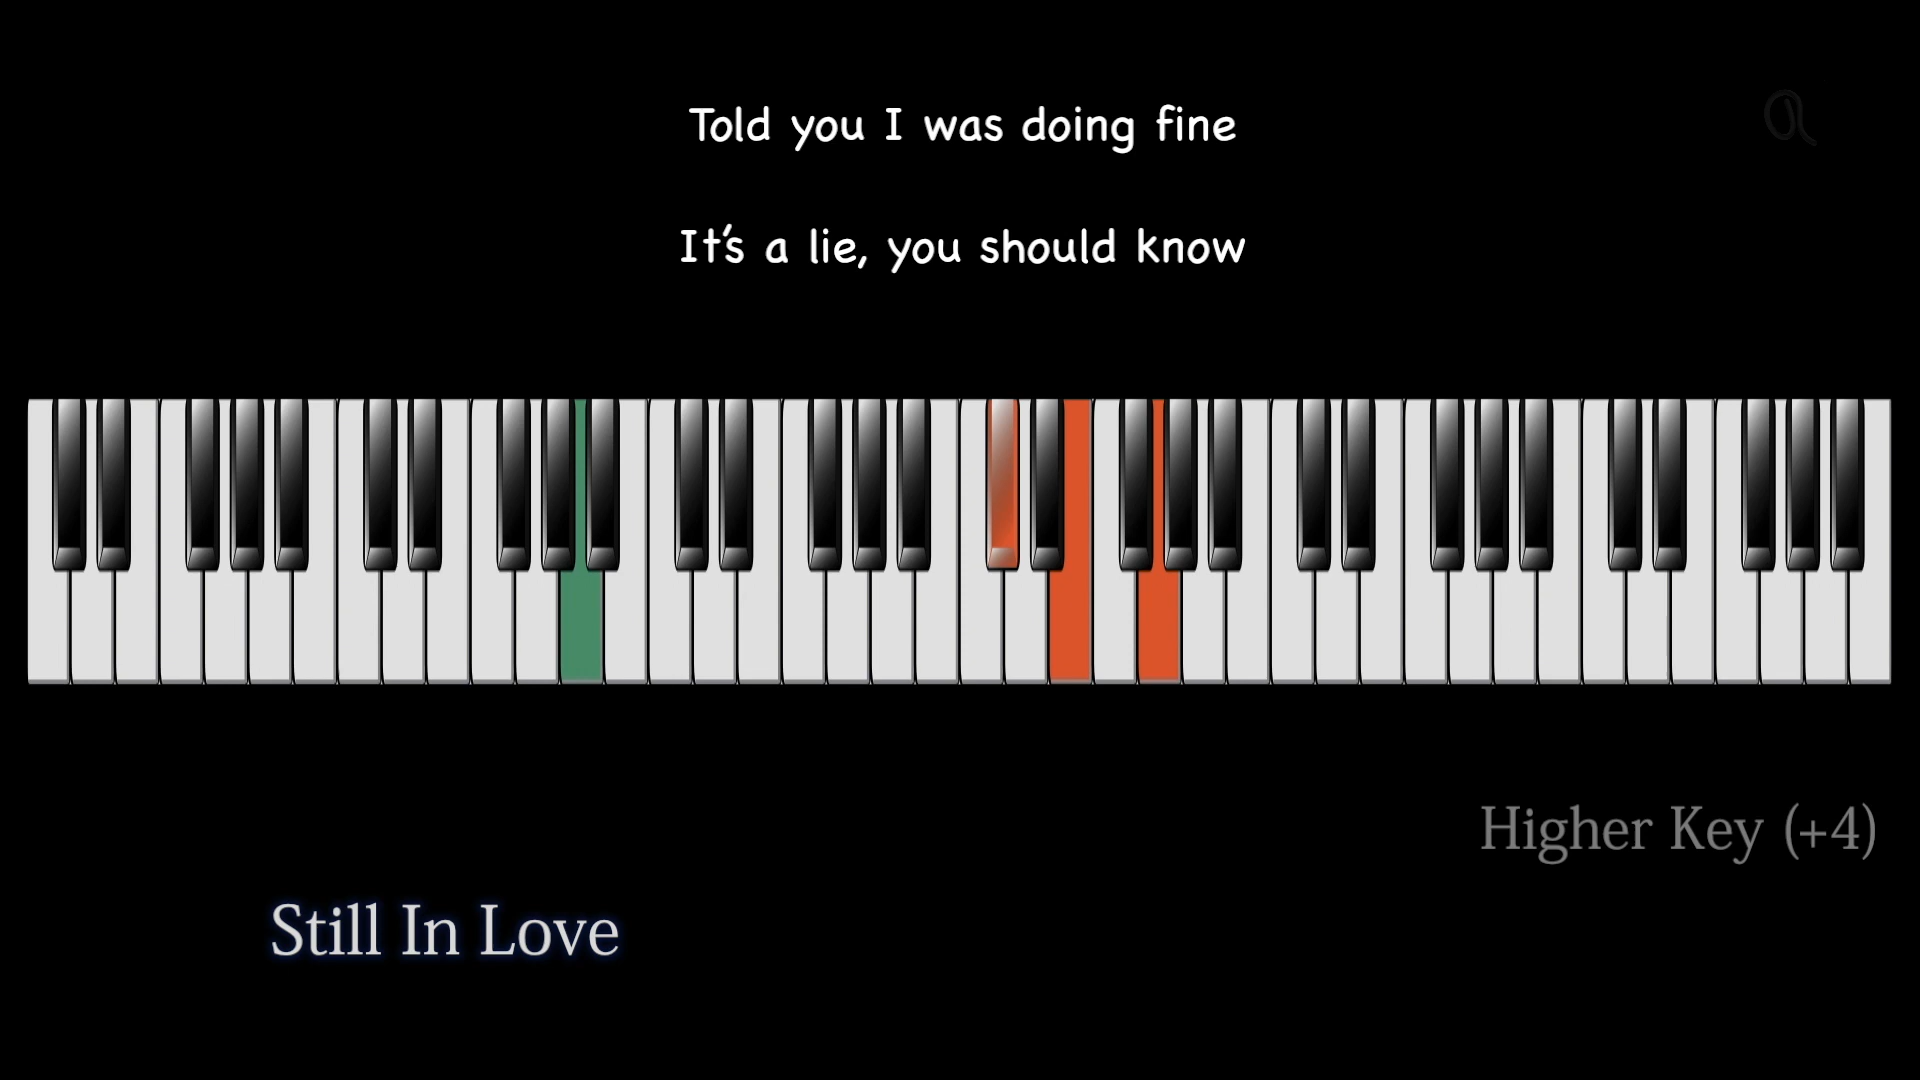 Told you I was doing fine
It's a lie, you should know
Higher Key (+4)
Still In Love